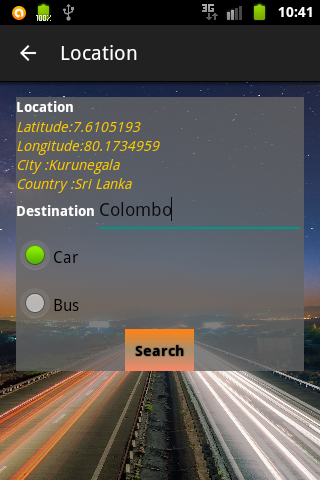 100%
3G
10:41
Location
Location
Latitude:7.6105193
Longitude:80.1734959
City :Kurunegala
Country :Sri Lanka
Destination Colombo
Car
Bus
Search